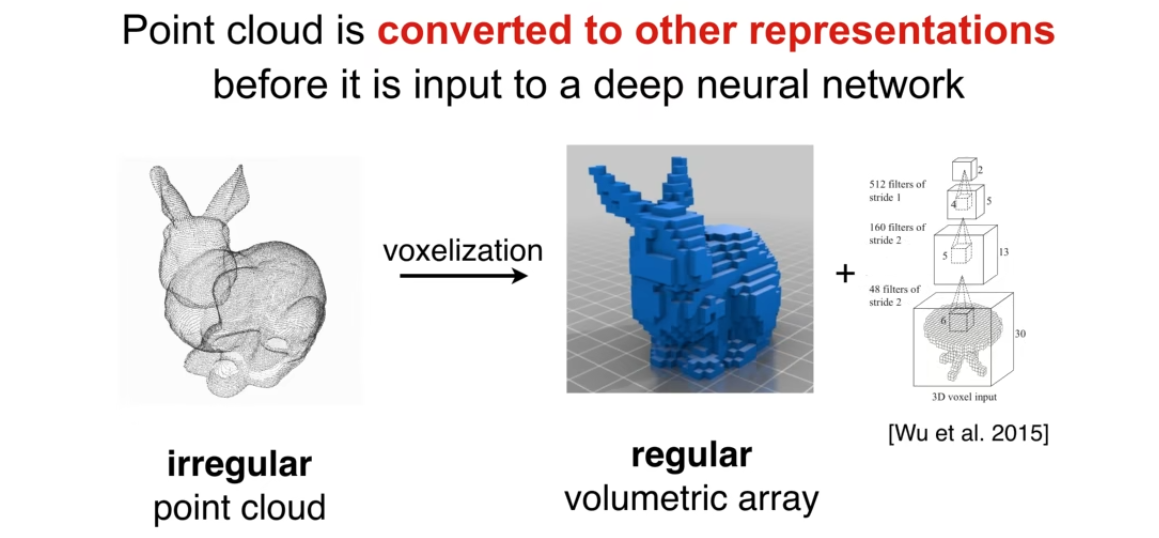 Point cloud is converted to other representations
before it is input to a deep neural network
voxelization
+
512 filters of
stride 1
160 filters of
stride 2
48 filters of
stride 2
2
4
5
5
13
6
30
3D voxel input
[Wu et al. 2015]
irregular
point cloud
regular
volumetric array